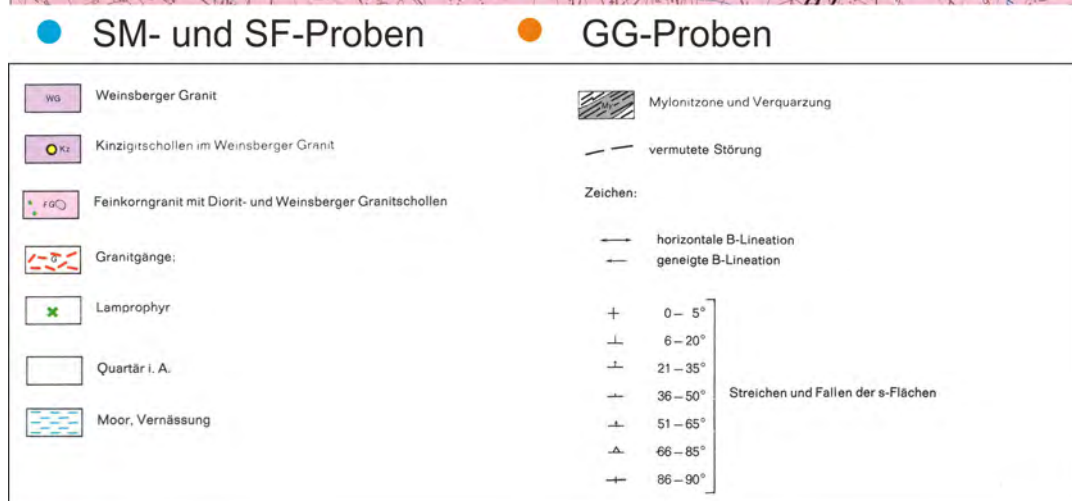 SM- und SF-Proben
GG-Proben
WG
Weinsberger Granit
Kz
Kinzigitschollen im Weinsberger Granit
FG
Feinkorngranit mit Diorit- und Weinsberger Granitschollen
G
Granitgänge;
Lamprophyr
Quartär i. A.
Moor, Vernässung
My
Mylonitzone und Verquarzung
vermutete Störung
Zeichen:
horizontale B-Lineation
geneigte B-Lineation
0 – 5°
6 – 20°
21 – 35°
36 – 50°
51 – 65°
66 – 85°
86 – 90°
Streichen und Fallen der s-Flächen